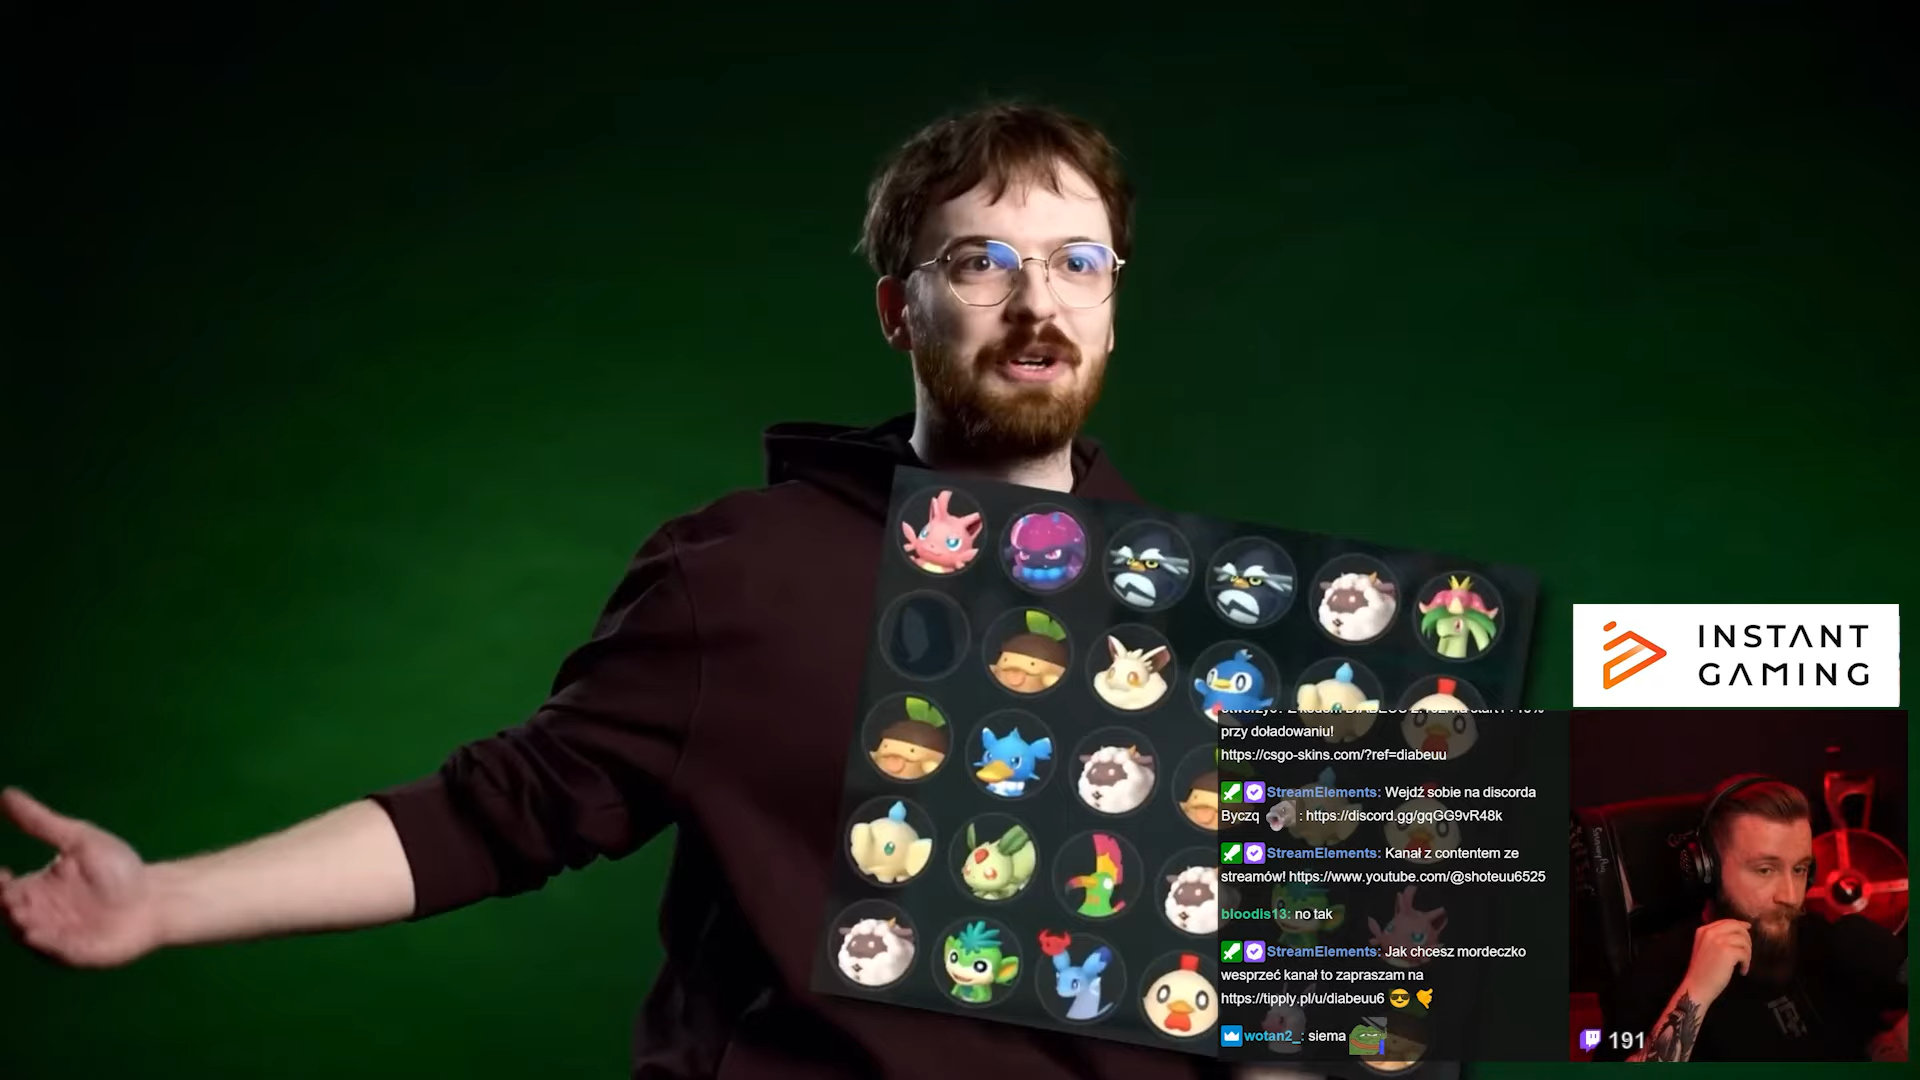 INSTANT
GAMING
przy doładowaniu!
https://csgo-skins.com/?ref=diabeuu
StreamElements: Wejdź sobie na discorda
Byczq : https://discord.gg/gqGG9vR48k
StreamElements: Kanał z contentem ze
streamów! https://www.youtube.com/@shoteuu6525
bloodis13: no tak
StreamElements: Jak chcesz mordeczko
wesprzeć kanał to zapraszam na
https://tipply.pl/u/diabeuu6
wotan2_: siema
191